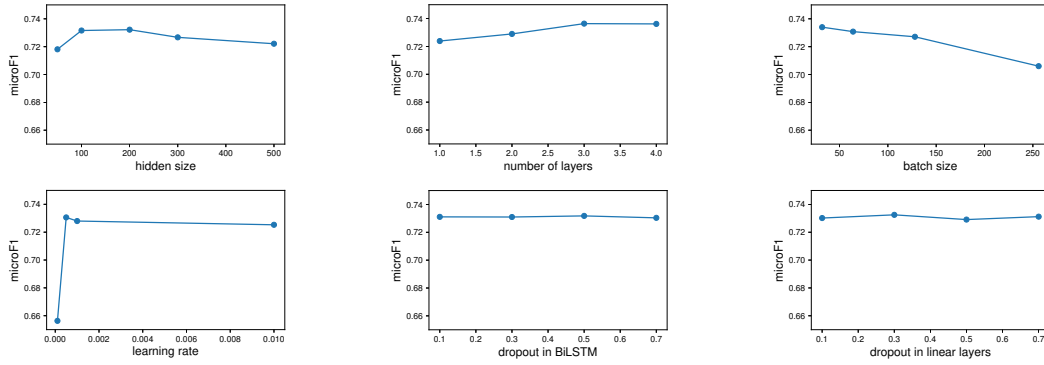 0.74
0.72
0.70
0.68
0.66
microF1
100 200 300 400 500
hidden size
0.74
0.72
0.70
0.68
0.66
microF1
1.0 1.5 2.0 2.5 3.0 3.5 4.0
number of layers
0.74
0.72
0.70
0.68
0.66
microF1
50 100 150 200 250
batch size
0.74
0.72
0.70
0.68
0.66
microF1
0.000 0.002 0.004 0.006 0.008 0.010
learning rate
0.74
0.72
0.70
0.68
0.66
microF1
0.1 0.2 0.3 0.4 0.5 0.6 0.7
dropout in BiLSTM
0.74
0.72
0.70
0.68
0.66
microF1
0.1 0.2 0.3 0.4 0.5 0.6 0.7
dropout in linear layers